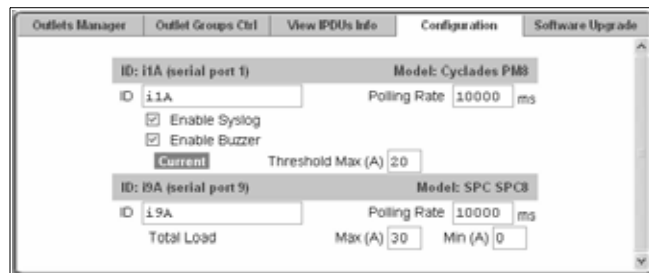 Outlets Manager Outlet Groups Ctrl View IPDUs Info Configuration Software Upgrade
ID: i1A (serial port 1) Model: Cyclades PM8
ID i1A Polling Rate 10000 ms
Enable Syslog
Enable Buzzer
Current Threshold Max (A) 20
ID: i9A (serial port 9) Model: SPC SPC8
ID i9A Polling Rate 10000 ms
Total Load Max (A) 30 Min (A) 0